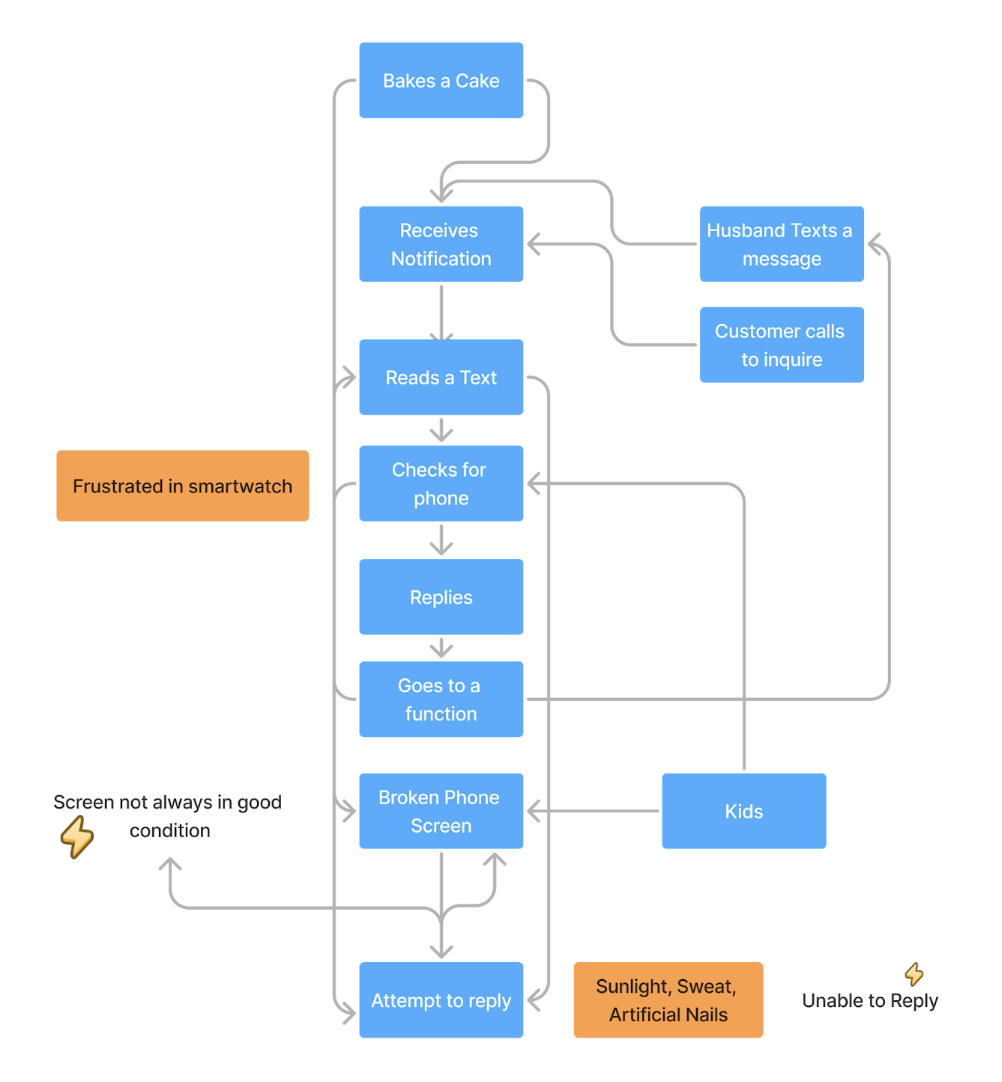 Bakes a Cake
Receives
Notification
Husband Texts a
message
Customer calls
to inquire
Reads a Text
Checks for
phone
Frustrated in smartwatch
Replies
Goes to a
function
Broken Phone
Screen
Kids
Screen not always in good
condition
Attempt to reply
Sunlight, Sweat,
Artificial Nails
Unable to Reply